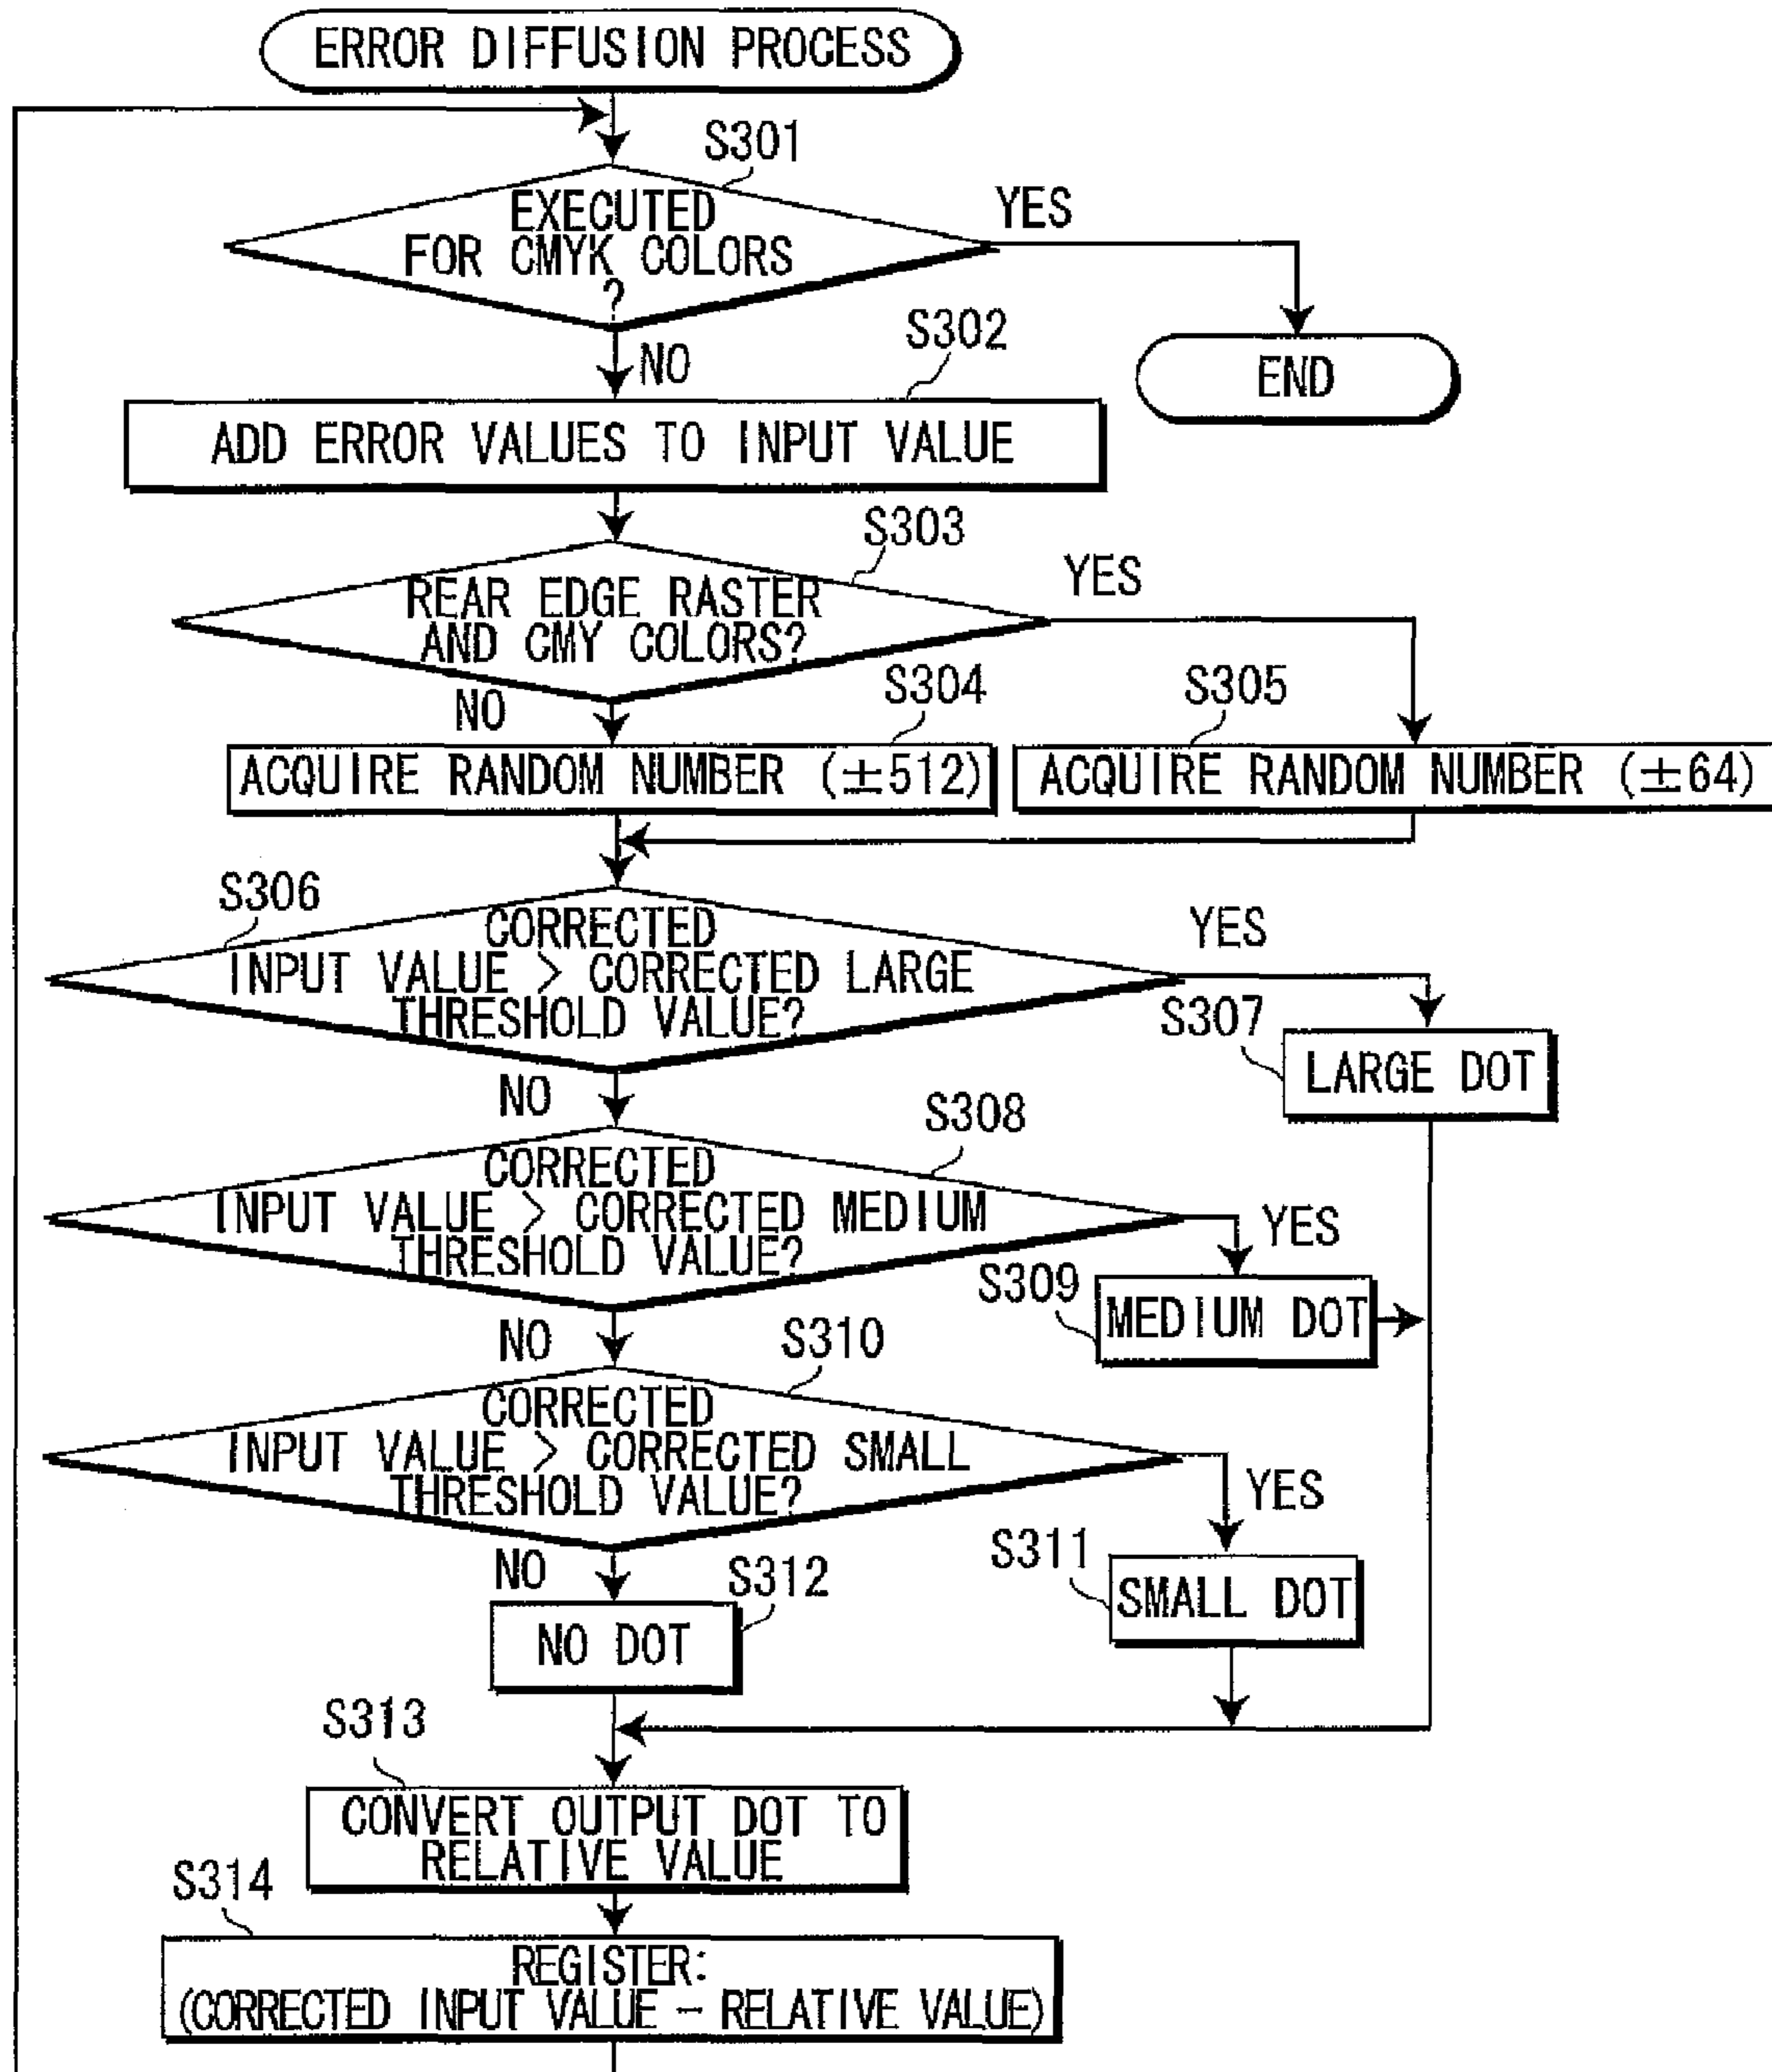 ERROR DIFFUSION PROCESS
S301
EXECUTED
FOR CMYK COLORS
?
YES
END
NO
S302
ADD ERROR VALUES TO INPUT VALUE
S303
REAR EDGE RASTER
AND CMY COLORS?
YES
NO
S304
ACQUIRE RANDOM NUMBER (±512)
S305
ACQUIRE RANDOM NUMBER (±64)
S306
CORRECTED
INPUT VALUE > CORRECTED LARGE
THRESHOLD VALUE?
YES
S307
LARGE DOT
NO
S308
CORRECTED
INPUT VALUE > CORRECTED MEDIUM
THRESHOLD VALUE?
YES
S309
MEDIUM DOT
NO
S310
CORRECTED
INPUT VALUE > CORRECTED SMALL
THRESHOLD VALUE?
YES
S311
SMALL DOT
NO
S312
NO DOT
S313
CONVERT OUTPUT DOT TO
RELATIVE VALUE
S314
REGISTER:
(CORRECTED INPUT VALUE − RELATIVE VALUE)